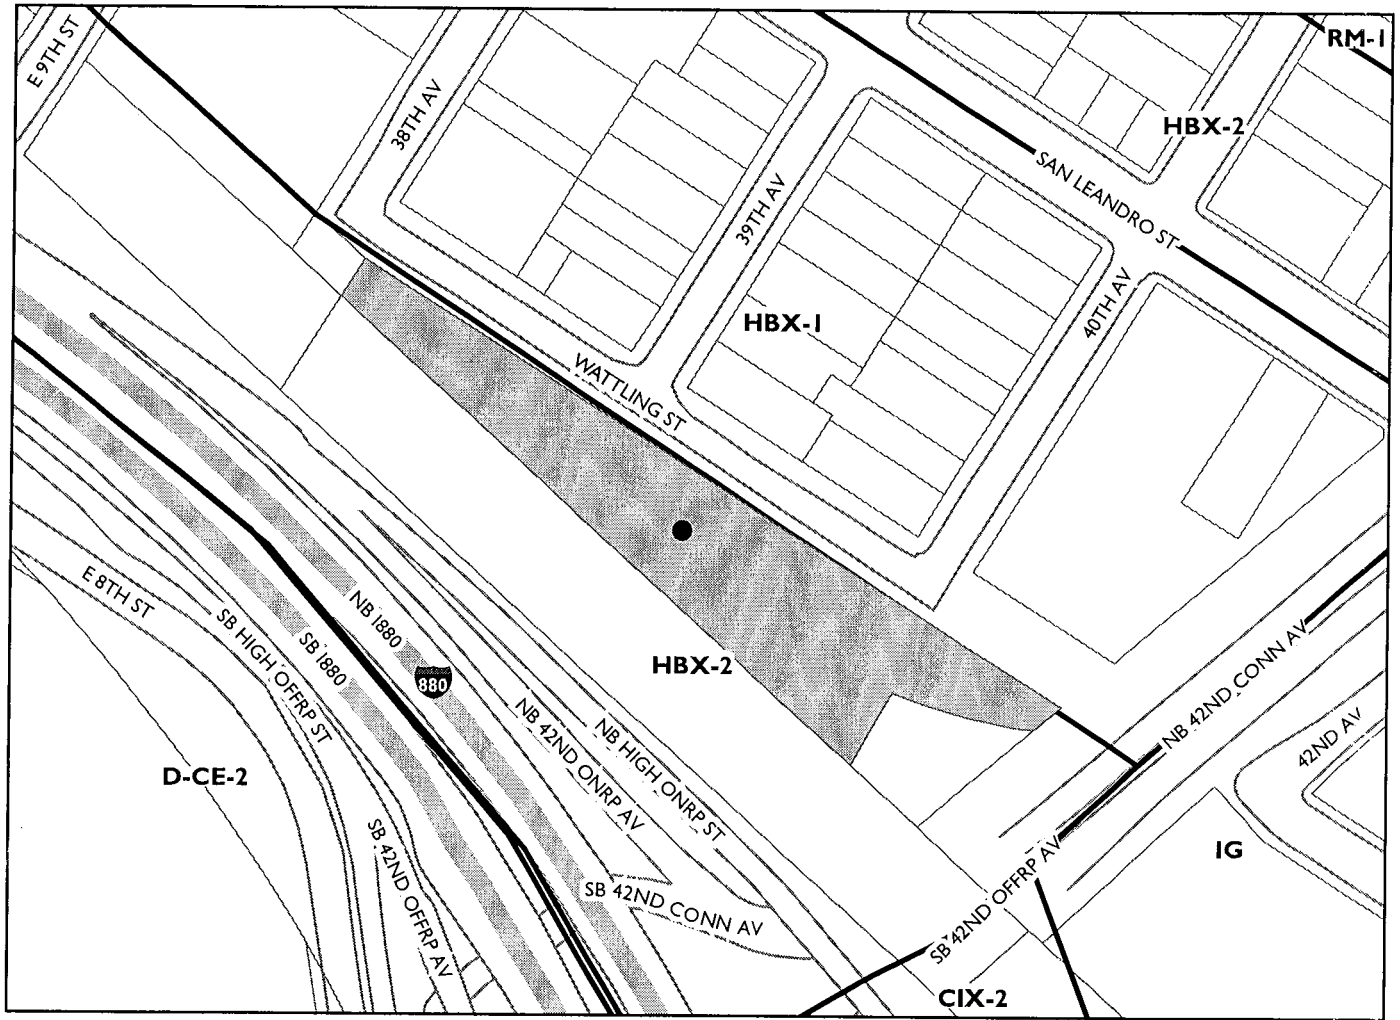 E 9TH ST
38TH AV
RM-1
HBX-2
SAN LEANDRO ST
39TH AV
40TH AV
HBX-1
WATTLING ST
E 8TH ST
SB HIGH OFFRP ST
SB I880
NB I880
880
HBX-2
NB 42ND ONRP AV
NB HIGH ONRP ST
NB 42ND CONN AV
42ND AV
D-CE-2
SB 42ND OFFRP AV
SB 42ND CONN AV
SB 42ND OFFRP AV
IG
CIX-2